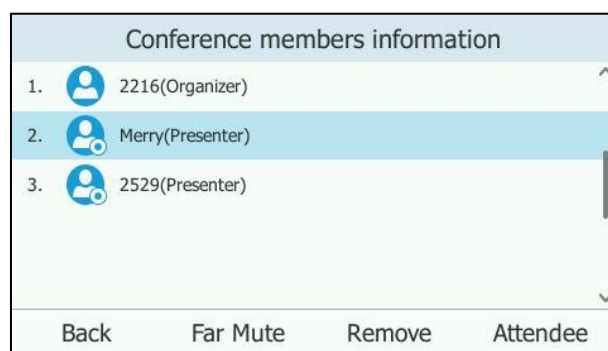 Conference members information
1. 2216(Organizer)
2. Merry(Presenter)
3. 2529(Presenter)
Back Far Mute Remove Attendee